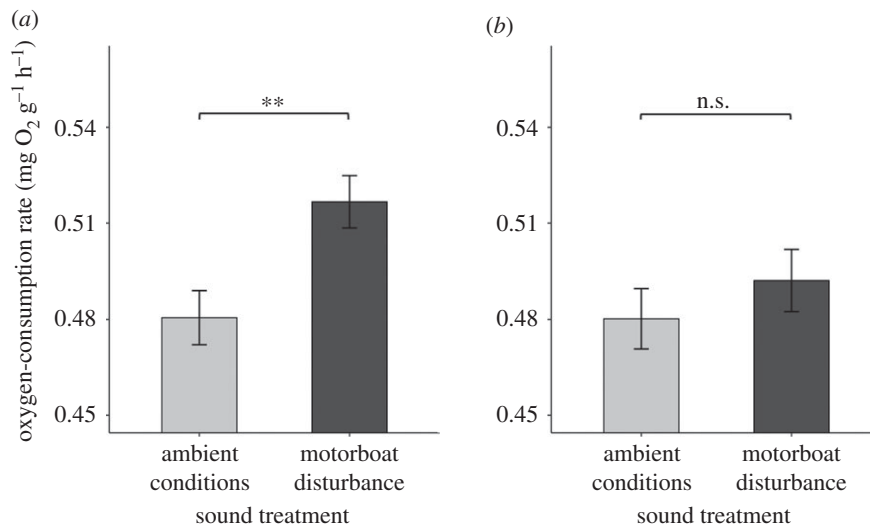 (a)
oxygen-consumption rate (mg O₂ g⁻¹ h⁻¹)
**
0.54
0.51
0.48
0.45
ambient conditions
motorboat disturbance
sound treatment
(b)
n.s.
0.54
0.51
0.48
0.45
ambient conditions
motorboat disturbance
sound treatment